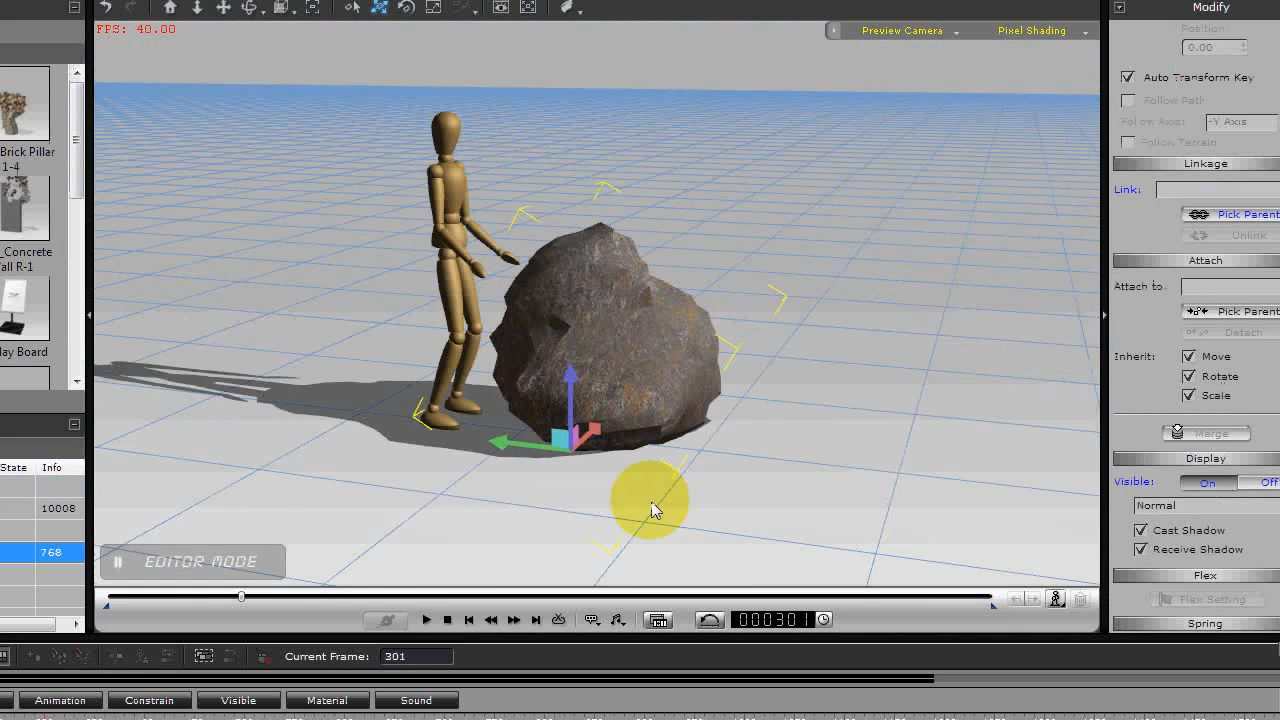 Modify
FPS: 40.00
Preview Camera
Pixel Shading
Position:
0.00
Auto Transform Key
Follow Path
Follow Axis: -Y Axis
Follow Terrain
Linkage
Link:
Pick Parent
Unlink
Attach
Attach to:
Pick Parent
Detach
Inherit: Move
Rotate
Scale
Merge
Display
Visible: On Off
Normal
Cast Shadow
Receive Shadow
Flex
Flex Setting
Spring
Brick Pillar
1-4
_Concrete
all R-1
lay Board
State Info
10008
768
EDITOR MODE
000301
Current Frame: 301
Animation Constrain Visible Material Sound